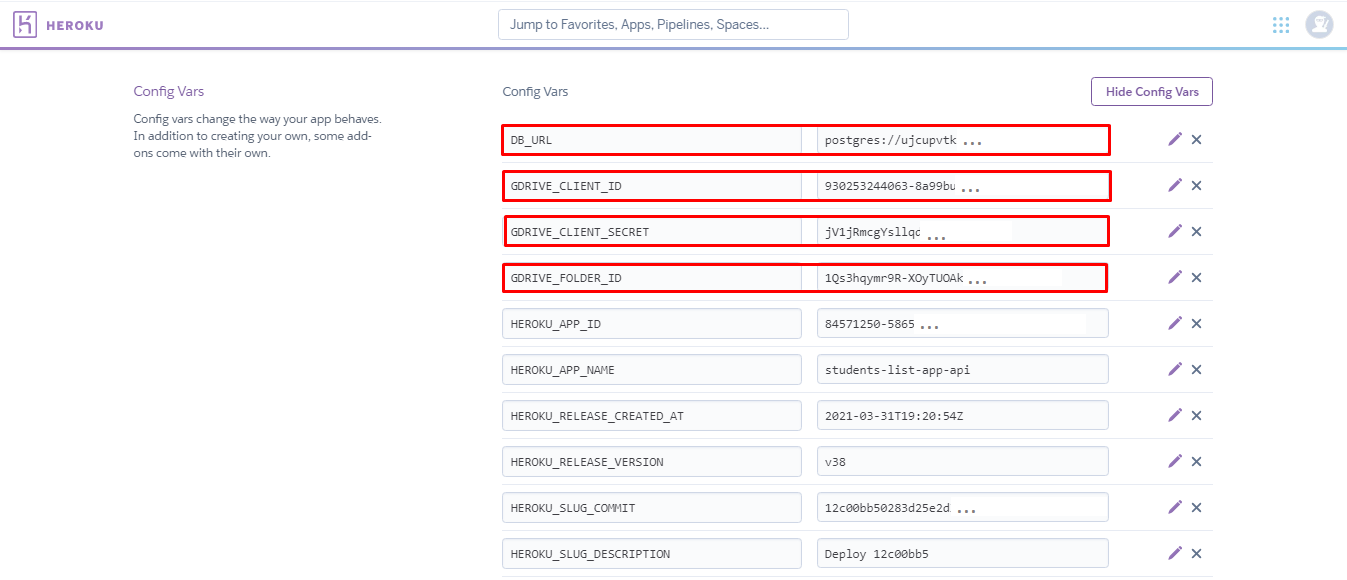 HEROKU
Jump to Favorites, Apps, Pipelines, Spaces...
Config Vars
Config vars change the way your app behaves.
In addition to creating your own, some add-
ons come with their own.
Config Vars
Hide Config Vars
DB_URL postgres://ujcupvtk ...
GDRIVE_CLIENT_ID 930253244063-8a99bu ...
GDRIVE_CLIENT_SECRET jV1jRmcgYsllqd ...
GDRIVE_FOLDER_ID 1Qs3hqymr9R-XOyTUOAk ...
HEROKU_APP_ID 84571250-5865 ...
HEROKU_APP_NAME students-list-app-api
HEROKU_RELEASE_CREATED_AT 2021-03-31T19:20:54Z
HEROKU_RELEASE_VERSION v38
HEROKU_SLUG_COMMIT 12c00bb50283d25e2d ...
HEROKU_SLUG_DESCRIPTION Deploy 12c00bb5